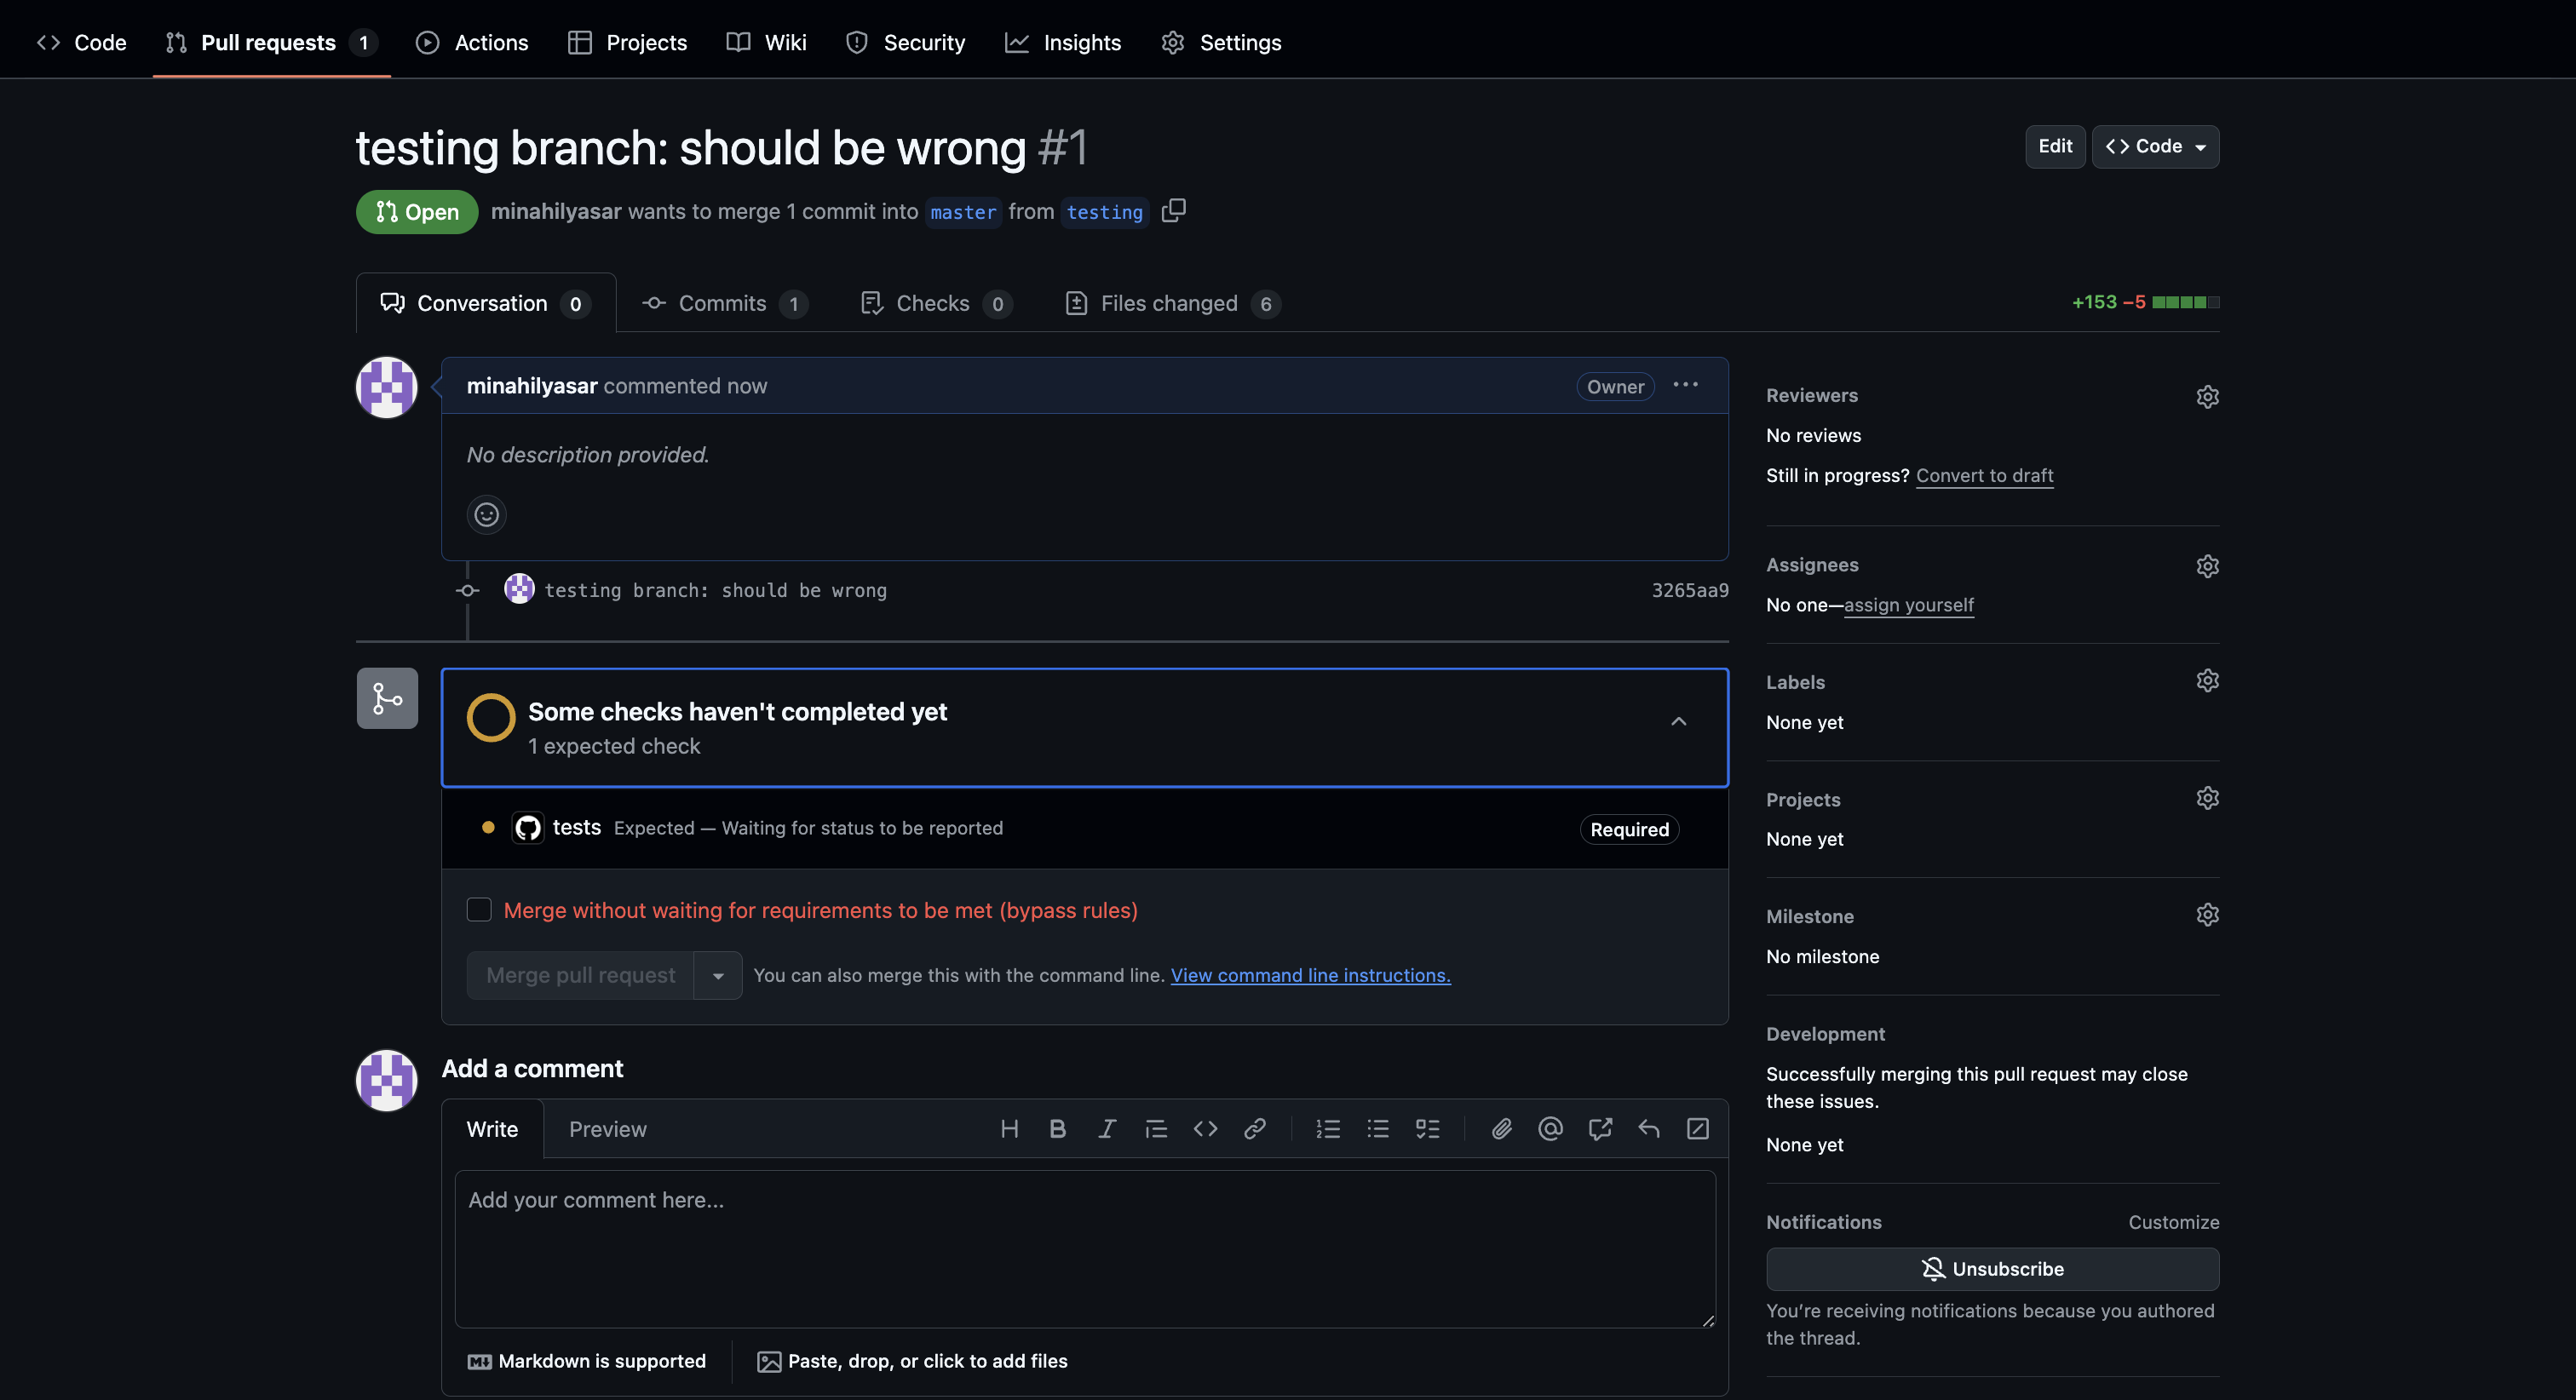 Code Pull requests 1 Actions Projects Wiki Security Insights Settings
testing branch: should be wrong #1
Edit Code
Open minahilyasar wants to merge 1 commit into master from testing
Conversation 0 Commits 1 Checks 0 Files changed 6 +153 −5
minahilyasar commented now Owner
No description provided.
testing branch: should be wrong 3265aa9
Some checks haven't completed yet
1 expected check
tests Expected — Waiting for status to be reported Required
Merge without waiting for requirements to be met (bypass rules)
Merge pull request You can also merge this with the command line. View command line instructions.
Add a comment
Write Preview
Add your comment here...
Markdown is supported Paste, drop, or click to add files
Reviewers
No reviews
Still in progress? Convert to draft
Assignees
No one—assign yourself
Labels
None yet
Projects
None yet
Milestone
No milestone
Development
Successfully merging this pull request may close
these issues.
None yet
Notifications Customize
Unsubscribe
You’re receiving notifications because you authored
the thread.